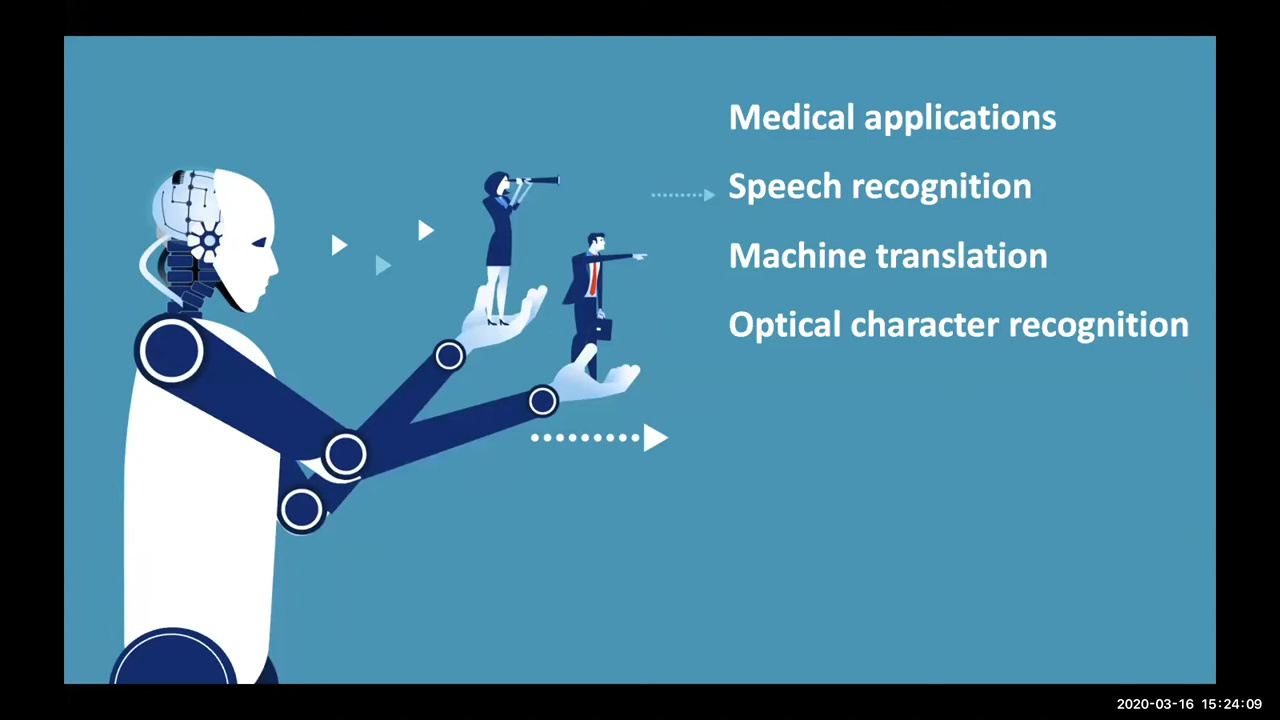 Medical applications
Speech recognition
Machine translation
Optical character recognition
2020-03-16 15:24:09